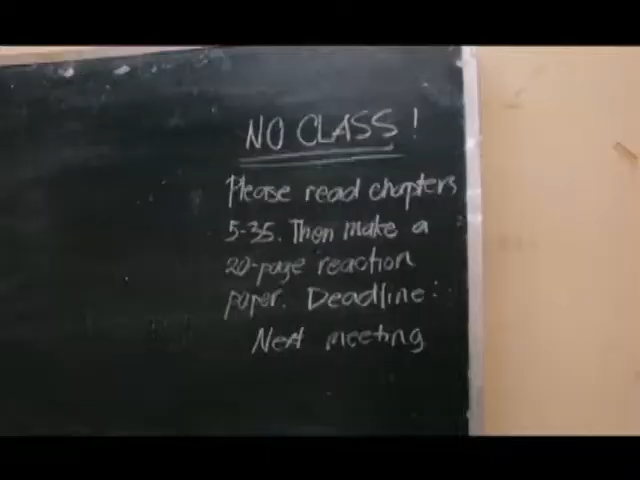 NO CLASS!
Please read chapters
5-35. Then make a
20-page reaction
paper. Deadline:
Next meeting